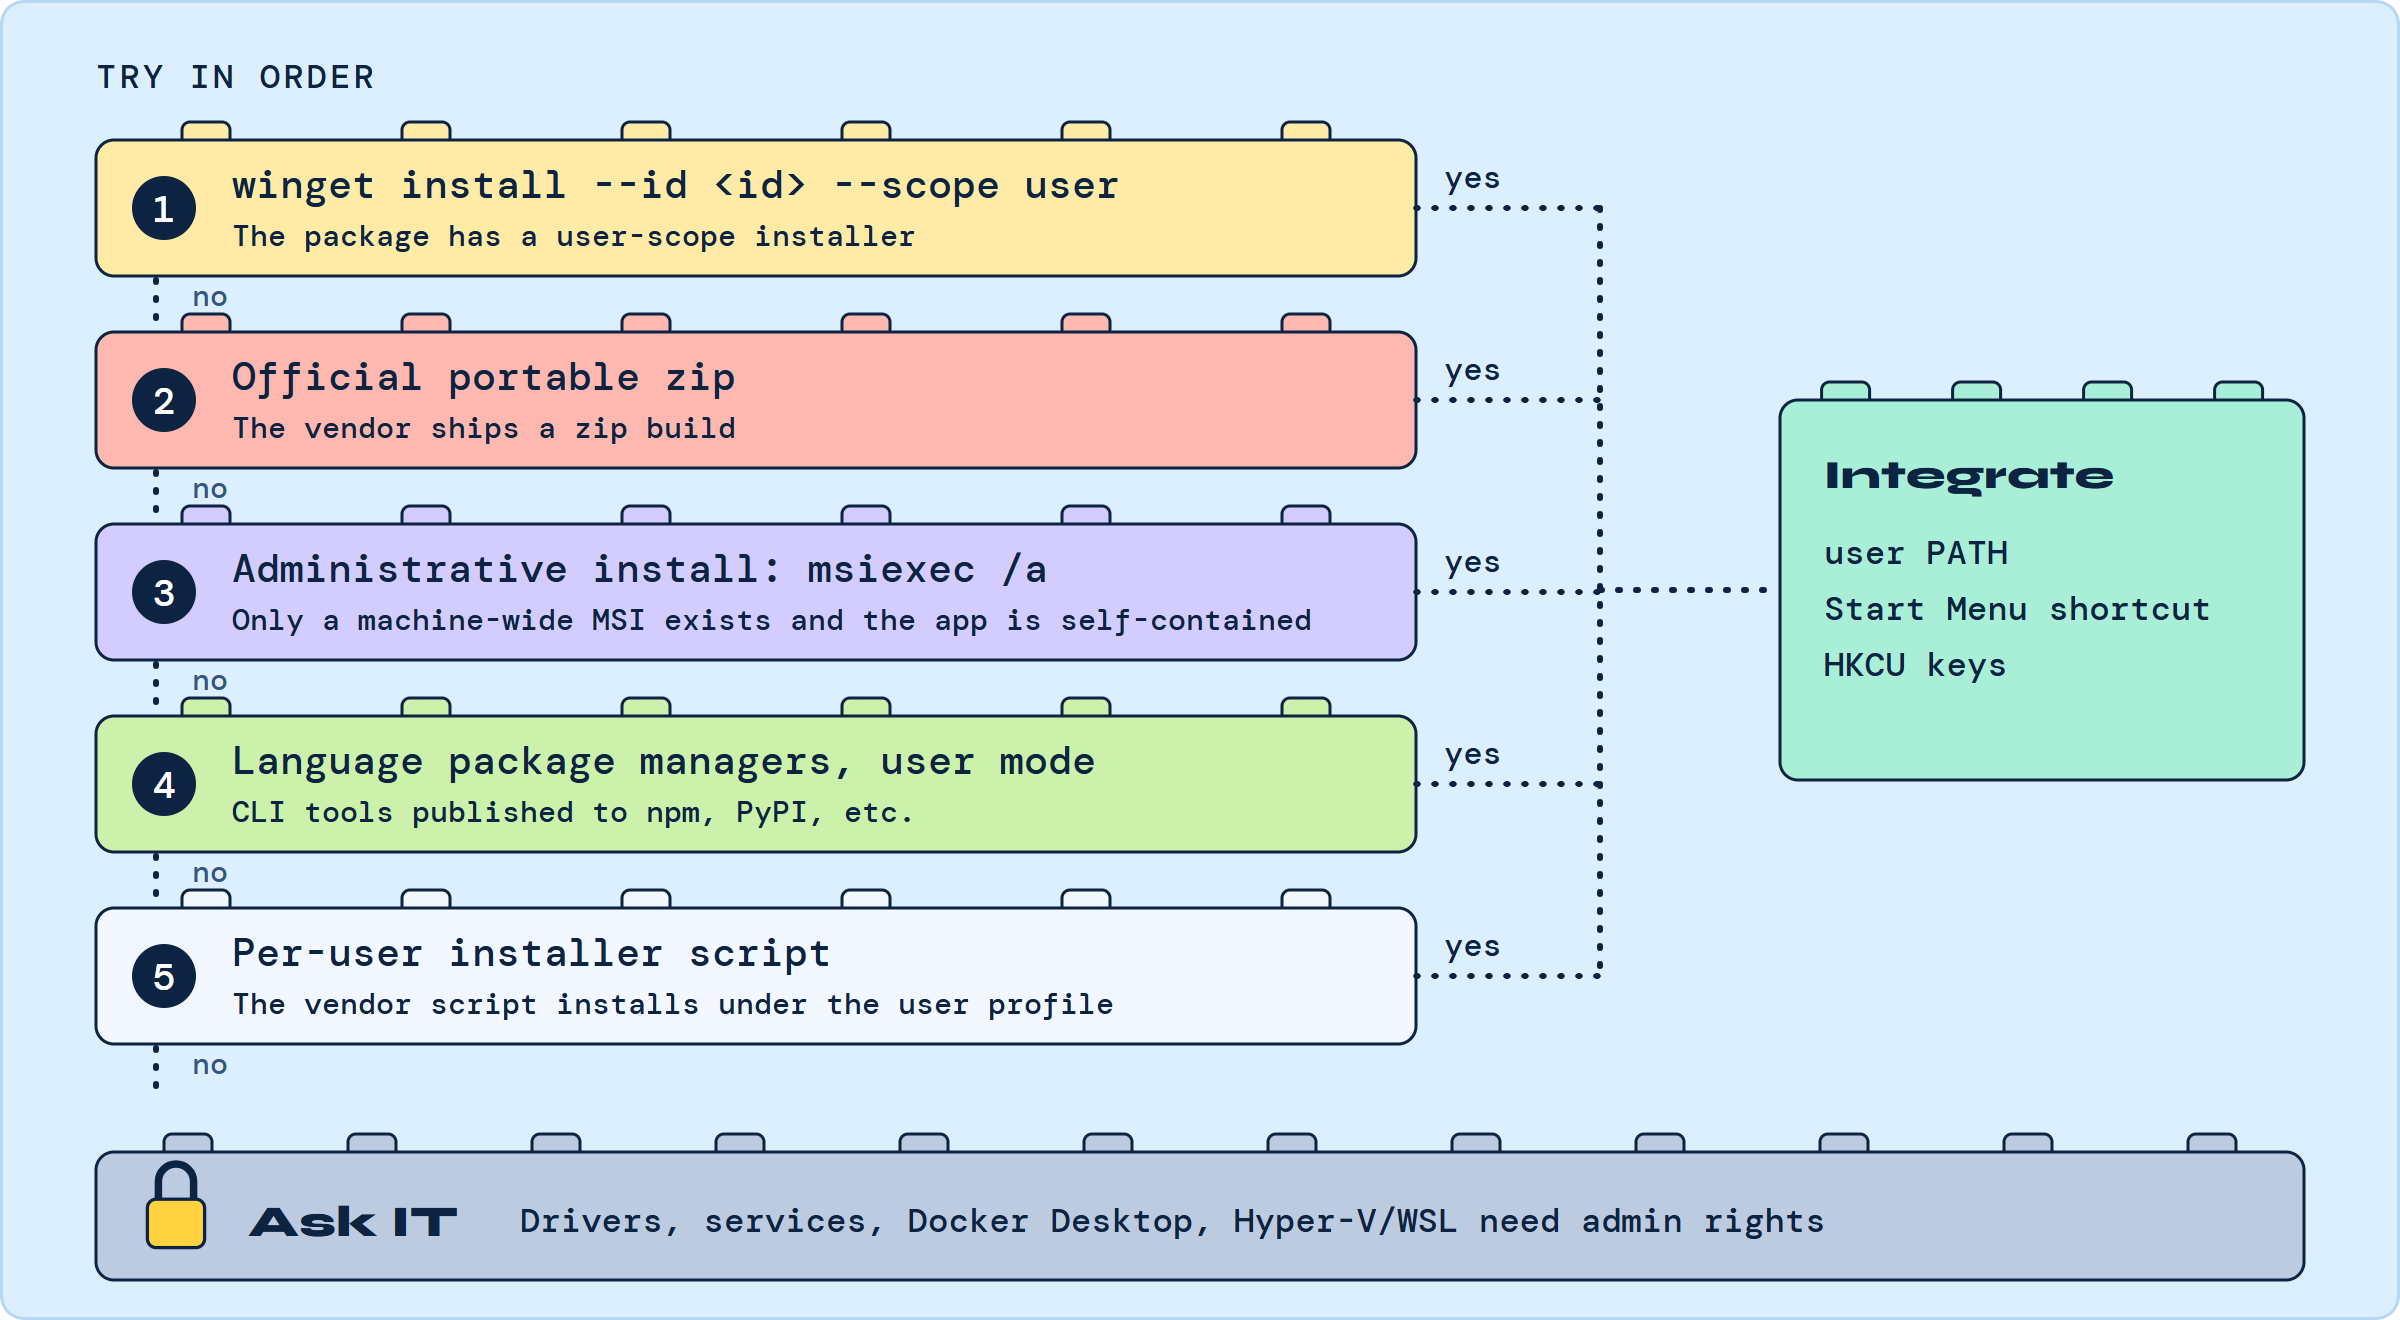 TRY IN ORDER
1
winget install --id <id> --scope user
The package has a user-scope installer
yes
no
2
Official portable zip
The vendor ships a zip build
yes
no
3
Administrative install: msiexec /a
Only a machine-wide MSI exists and the app is self-contained
yes
no
4
Language package managers, user mode
CLI tools published to npm, PyPI, etc.
yes
no
5
Per-user installer script
The vendor script installs under the user profile
yes
no
Integrate
user PATH
Start Menu shortcut
HKCU keys
Ask IT
Drivers, services, Docker Desktop, Hyper-V/WSL need admin rights